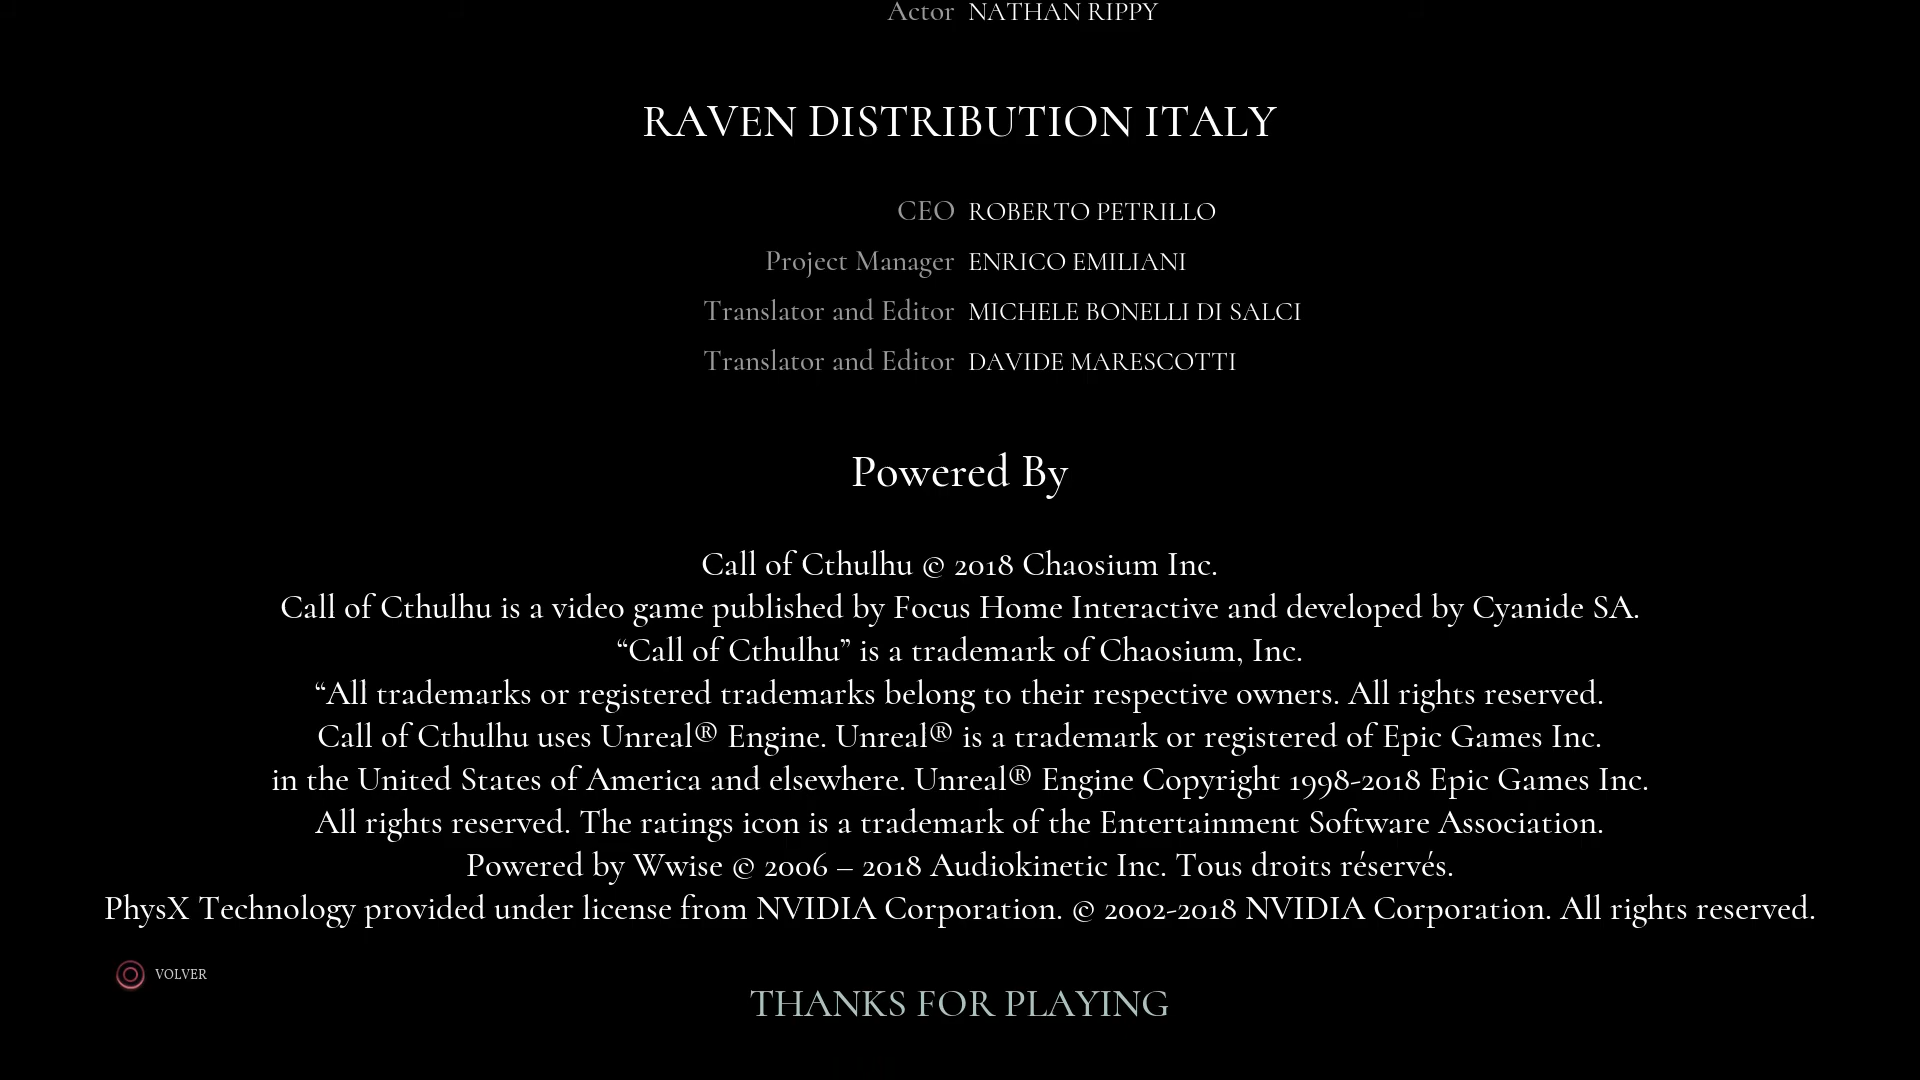 Actor NATHAN RIPPY
RAVEN DISTRIBUTION ITALY
CEO ROBERTO PETRILLO
Project Manager ENRICO EMILIANI
Translator and Editor MICHELE BONELLI DI SALCI
Translator and Editor DAVIDE MARESCOTTI
Powered By
Call of Cthulhu © 2018 Chaosium Inc.
Call of Cthulhu is a video game published by Focus Home Interactive and developed by Cyanide SA.
“Call of Cthulhu” is a trademark of Chaosium, Inc.
“All trademarks or registered trademarks belong to their respective owners. All rights reserved.
Call of Cthulhu uses Unreal® Engine. Unreal® is a trademark or registered of Epic Games Inc.
in the United States of America and elsewhere. Unreal® Engine Copyright 1998-2018 Epic Games Inc.
All rights reserved. The ratings icon is a trademark of the Entertainment Software Association.
Powered by Wwise © 2006 – 2018 Audiokinetic Inc. Tous droits réservés.
PhysX Technology provided under license from NVIDIA Corporation. © 2002-2018 NVIDIA Corporation. All rights reserved.
VOLVER
THANKS FOR PLAYING